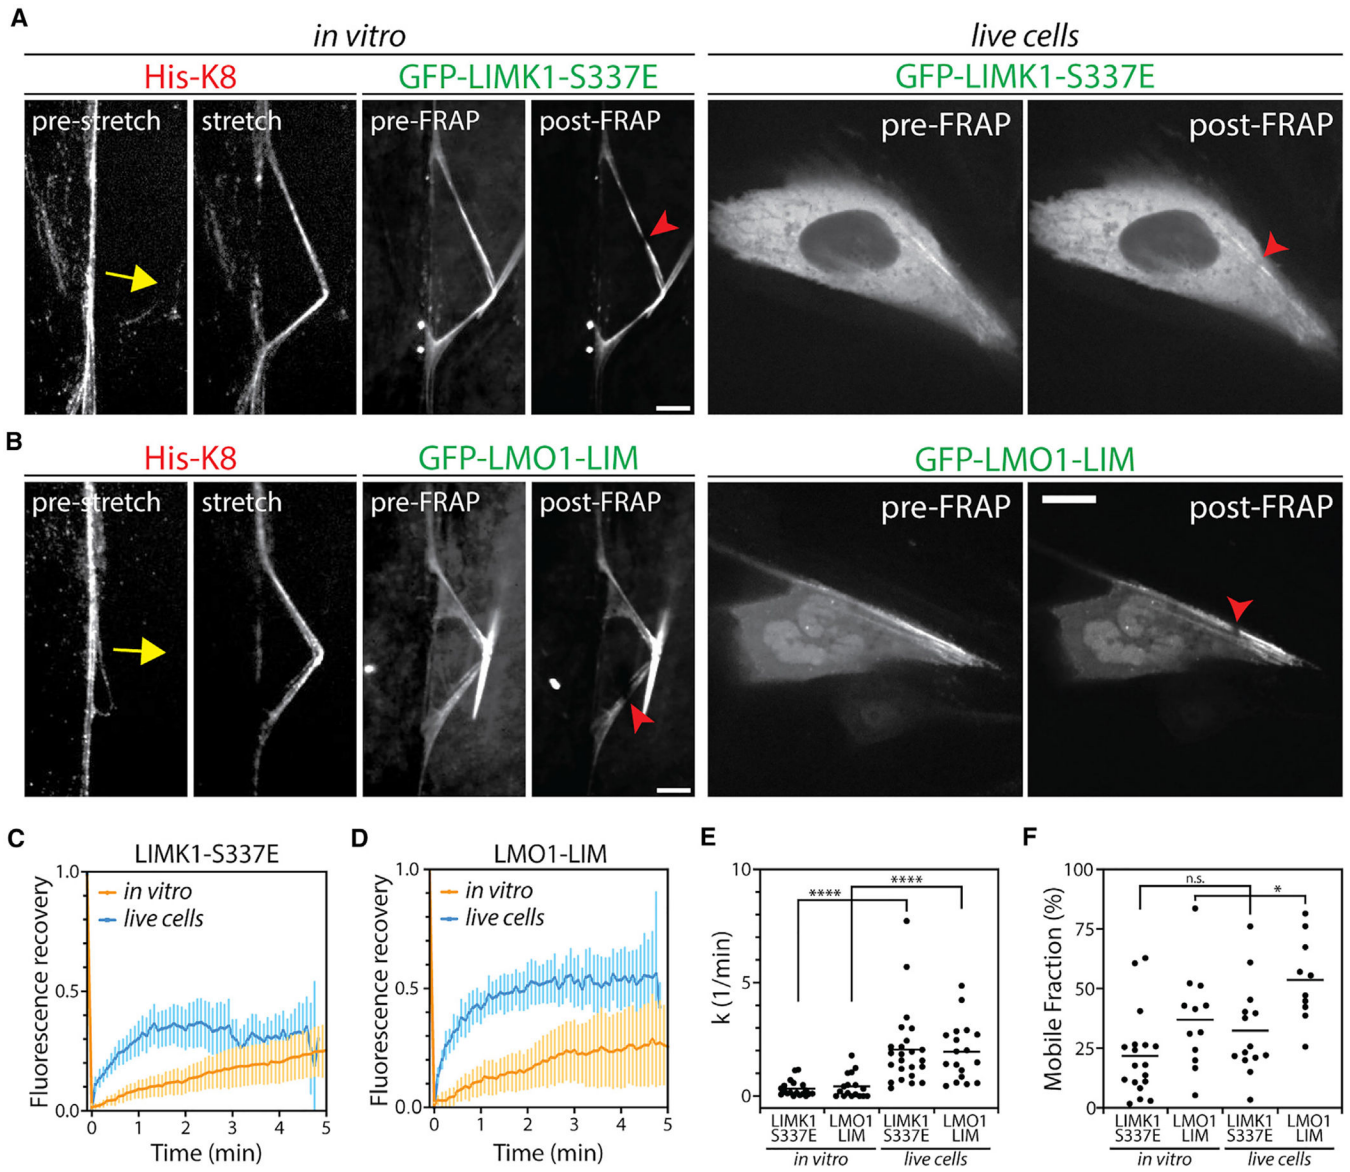 A
in vitro
live cells
His-K8
GFP-LIMK1-S337E
GFP-LIMK1-S337E
pre-stretch
stretch
pre-FRAP
post-FRAP
pre-FRAP
post-FRAP
B
His-K8
GFP-LMO1-LIM
GFP-LMO1-LIM
pre-stretch
stretch
pre-FRAP
post-FRAP
pre-FRAP
post-FRAP
C
LIMK1-S337E
Fluorescence recovery
1.0
0.5
0.0
in vitro
live cells
0 1 2 3 4 5
Time (min)
D
LMO1-LIM
Fluorescence recovery
1.0
0.5
0.0
in vitro
live cells
0 1 2 3 4 5
Time (min)
E
k (1/min)
10
5
0
****
****
LIMK1 S337E
LMO1 LIM
LIMK1 S337E
LMO1 LIM
in vitro
live cells
F
Mobile Fraction (%)
100
75
50
25
0
n.s.
*
LIMK1 S337E
LMO1 LIM
LIMK1 S337E
LMO1 LIM
in vitro
live cells